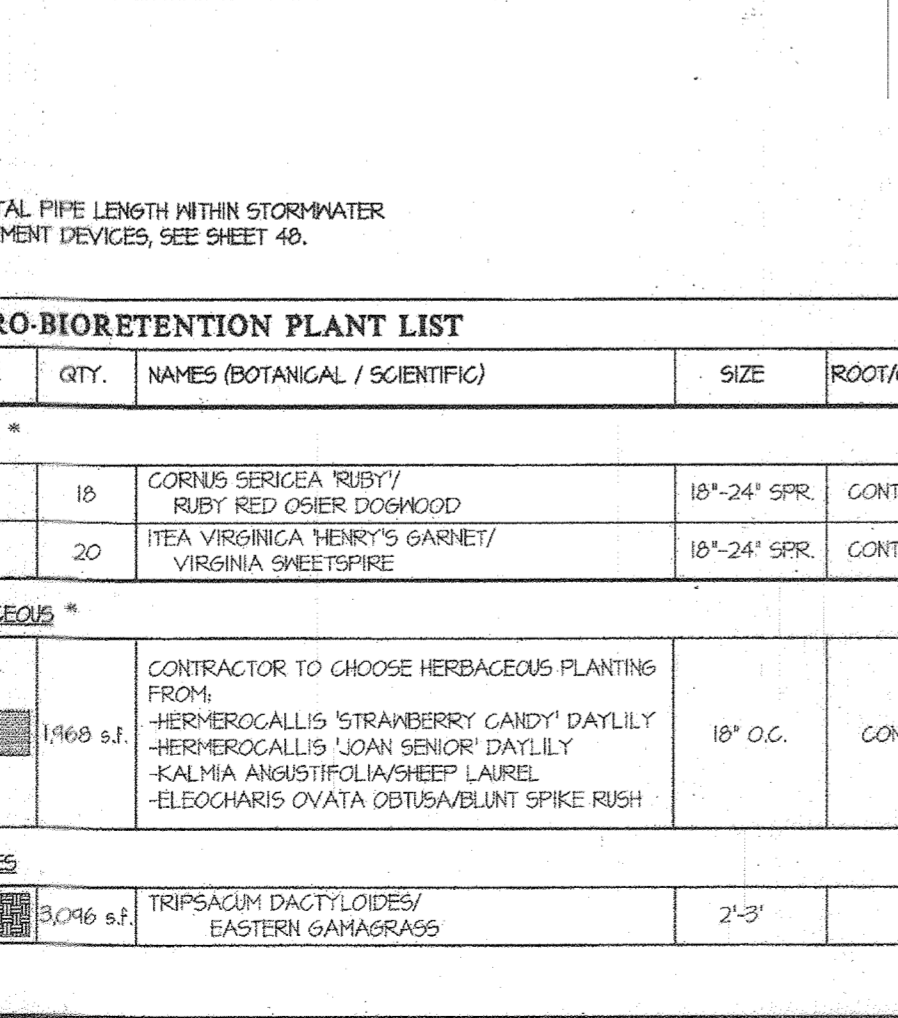 TAL PIPE LENGTH WITHIN STORMWATER
MENT DEVICES, SEE SHEET 48.
RO-BIORETENTION PLANT LIST
QTY. NAMES (BOTANICAL / SCIENTIFIC) SIZE ROOT/
*
18 CORNUS SERICEA 'RUBY'/ 18"-24" SPR. CONT
RUBY RED OSIER DOGWOOD
20 ITEA VIRGINICA 'HENRY'S GARNET/ 18"-24" SPR. CONT
VIRGINIA SWEETSPIRE
CEOUS *
CONTRACTOR TO CHOOSE HERBACEOUS PLANTING
FROM:
-HERMEROCALLIS 'STRAWBERRY CANDY' DAYLILY
1,968 s.f. -HERMEROCALLIS 'JOAN SENIOR' DAYLILY 18" O.C. CON
-KALMIA ANGUSTIFOLIA/SHEEP LAUREL
-ELEOCHARIS OVATA OBTUSA/BLUNT SPIKE RUSH
ES
3,096 s.f. TRIPSACUM DACTYLOIDES/ 2'-3'
EASTERN GAMAGRASS